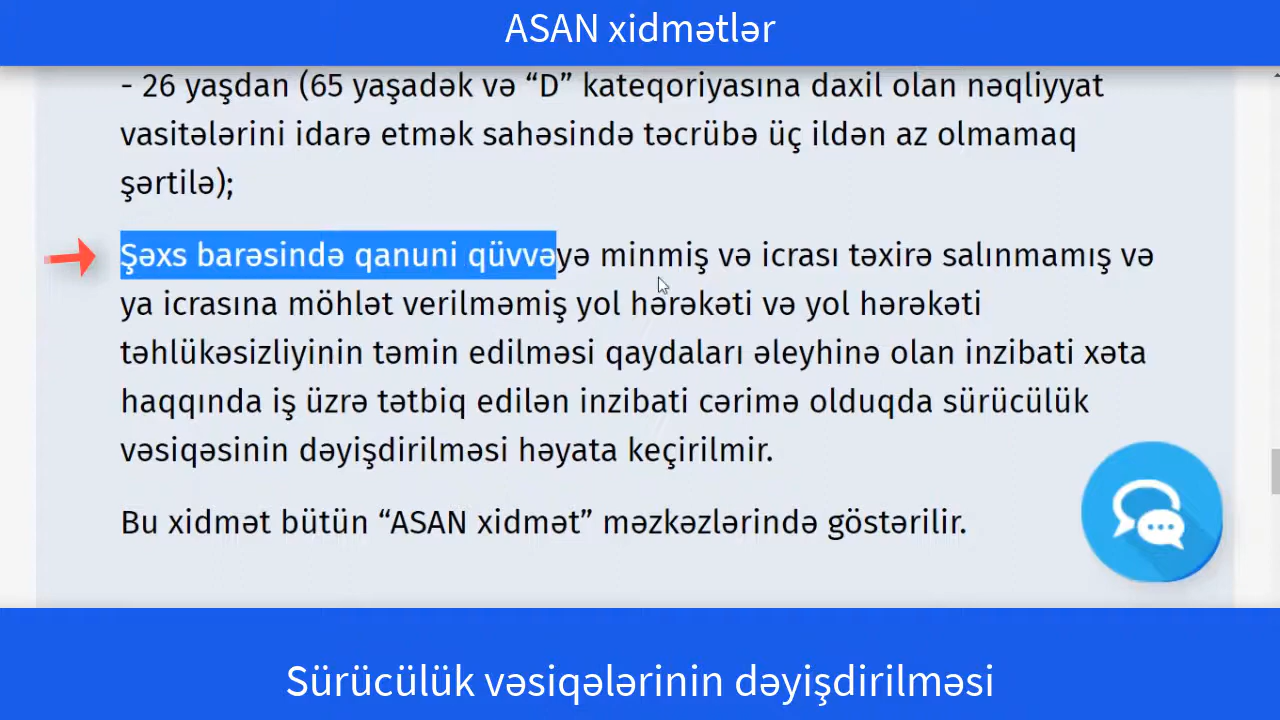 ASAN xidmətlər
- 26 yaşdan (65 yaşadək və “D” kateqoriyasına daxil olan nəqliyyat
vasitələrini idarə etmək sahəsində təcrübə üç ildən az olmamaq
şərtilə);
Şəxs barəsində qanuni qüvvəyə minmiş və icrası təxirə salınmamış və
ya icrasına möhlət verilməmiş yol hərəkəti və yol hərəkəti
təhlükəsizliyinin təmin edilməsi qaydaları əleyhinə olan inzibati xəta
haqqında iş üzrə tətbiq edilən inzibati cərimə olduqda sürücülük
vəsiqəsinin dəyişdirilməsi həyata keçirilmir.
Bu xidmət bütün “ASAN xidmət” məzkəzlərində göstərilir.
Sürücülük vəsiqələrinin dəyişdirilməsi